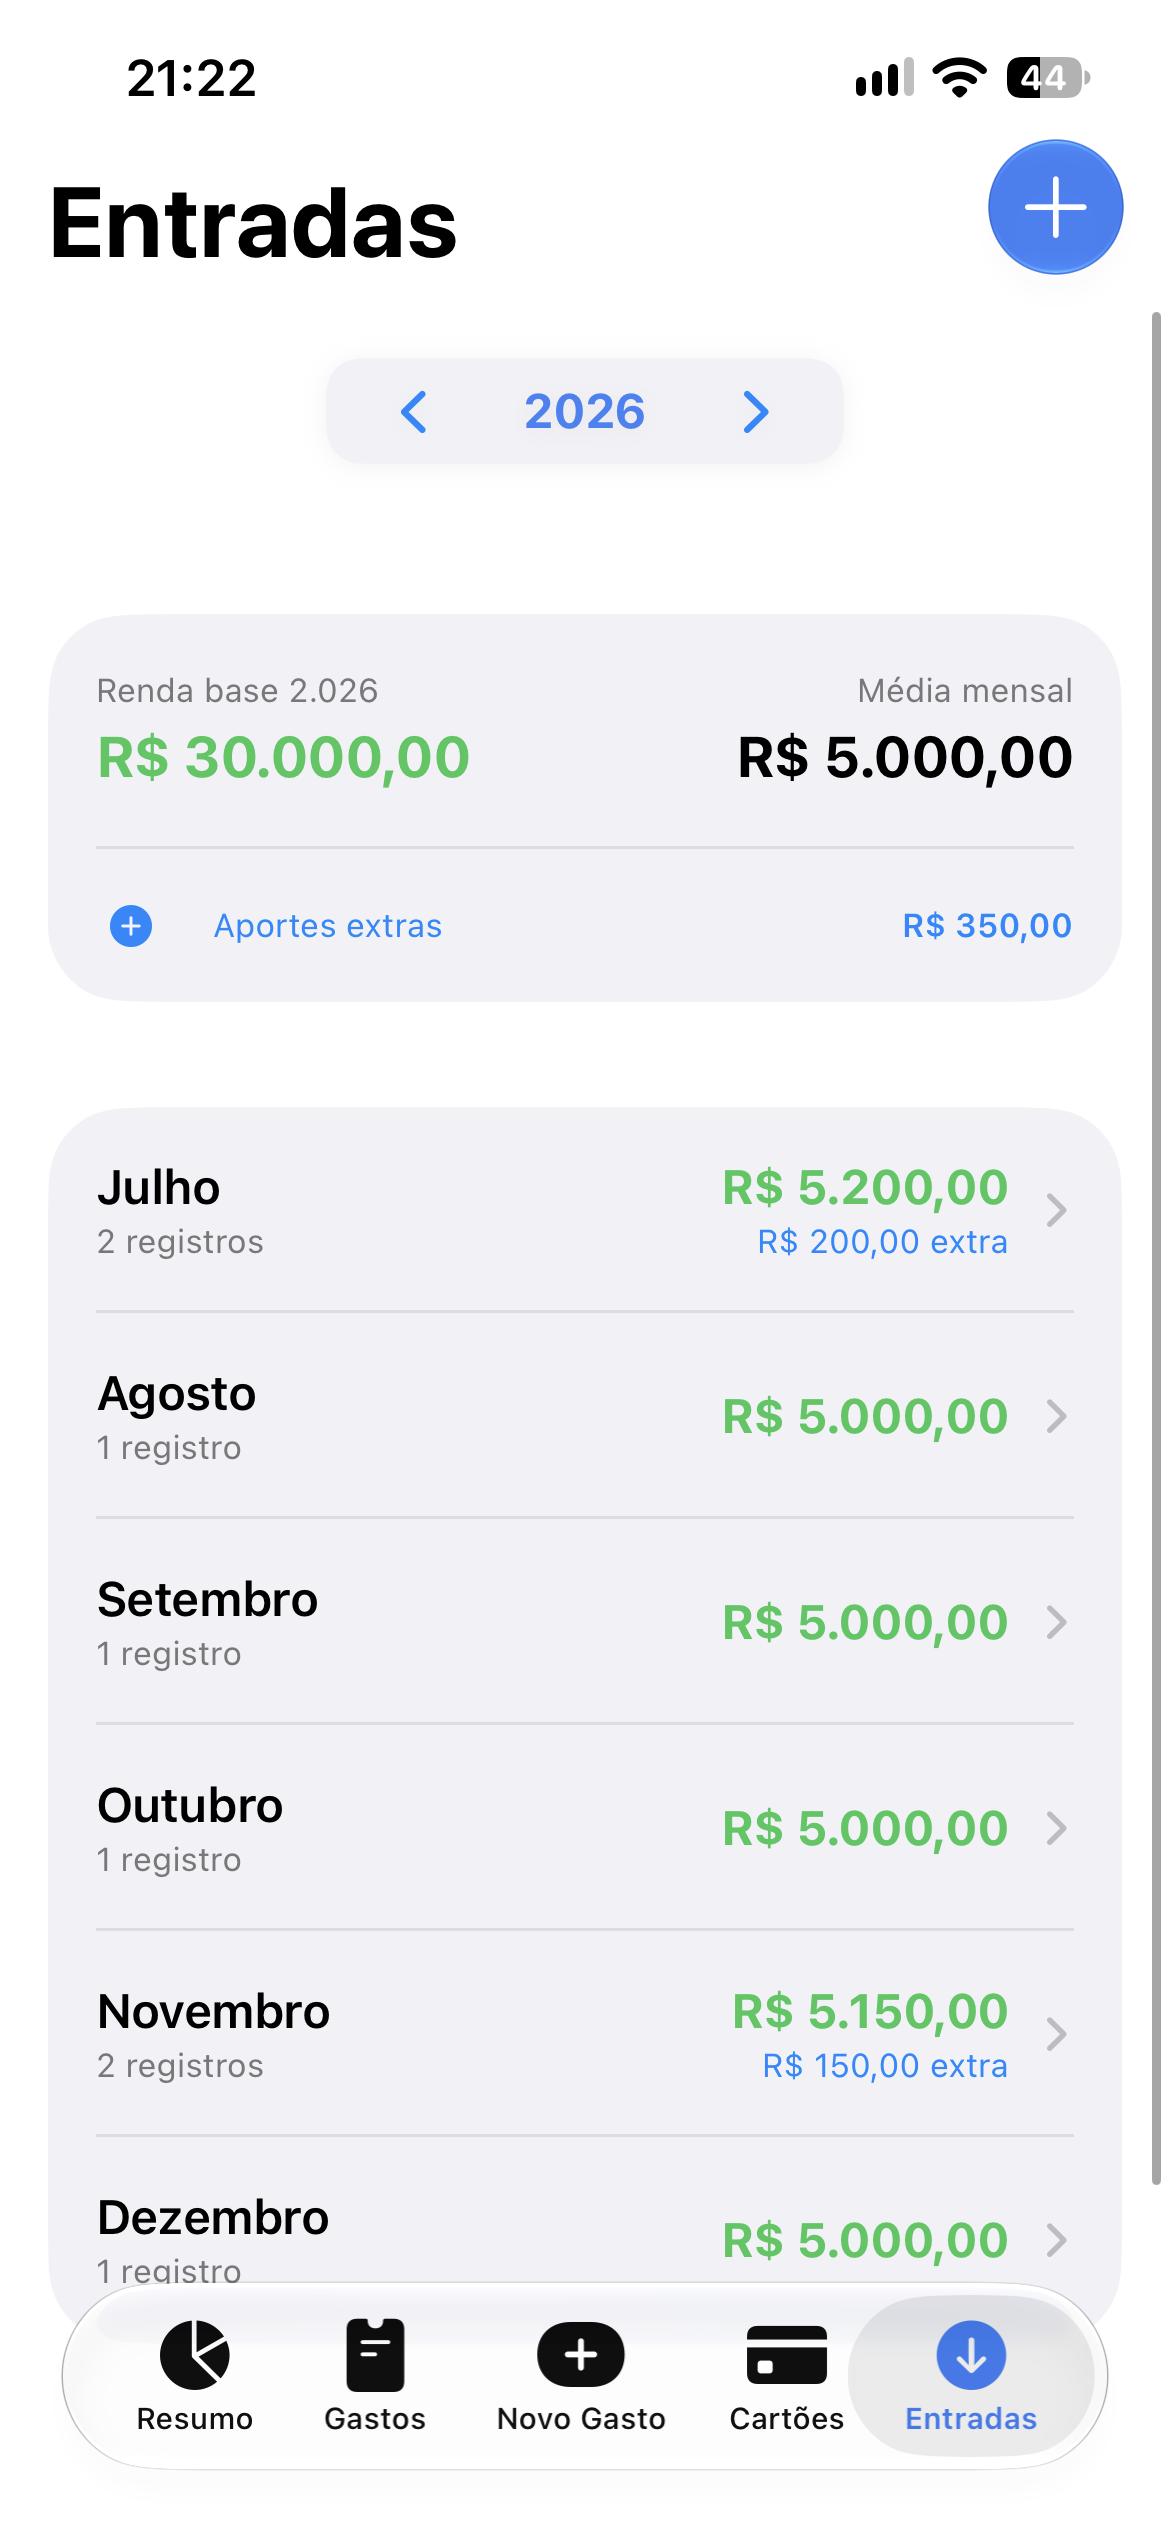 21:22
44
Entradas
2026
Renda base 2.026
Média mensal
R$ 30.000,00
R$ 5.000,00
Aportes extras
R$ 350,00
Julho
R$ 5.200,00
2 registros
R$ 200,00 extra
Agosto
R$ 5.000,00
1 registro
Setembro
R$ 5.000,00
1 registro
Outubro
R$ 5.000,00
1 registro
Novembro
R$ 5.150,00
2 registros
R$ 150,00 extra
Dezembro
R$ 5.000,00
1 registro
Resumo
Gastos
Novo Gasto
Cartões
Entradas